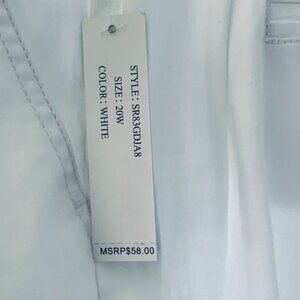 STYLE: SR83GDJA8
SIZE: 20W
COLOR: WHITE
MSRP$58.00